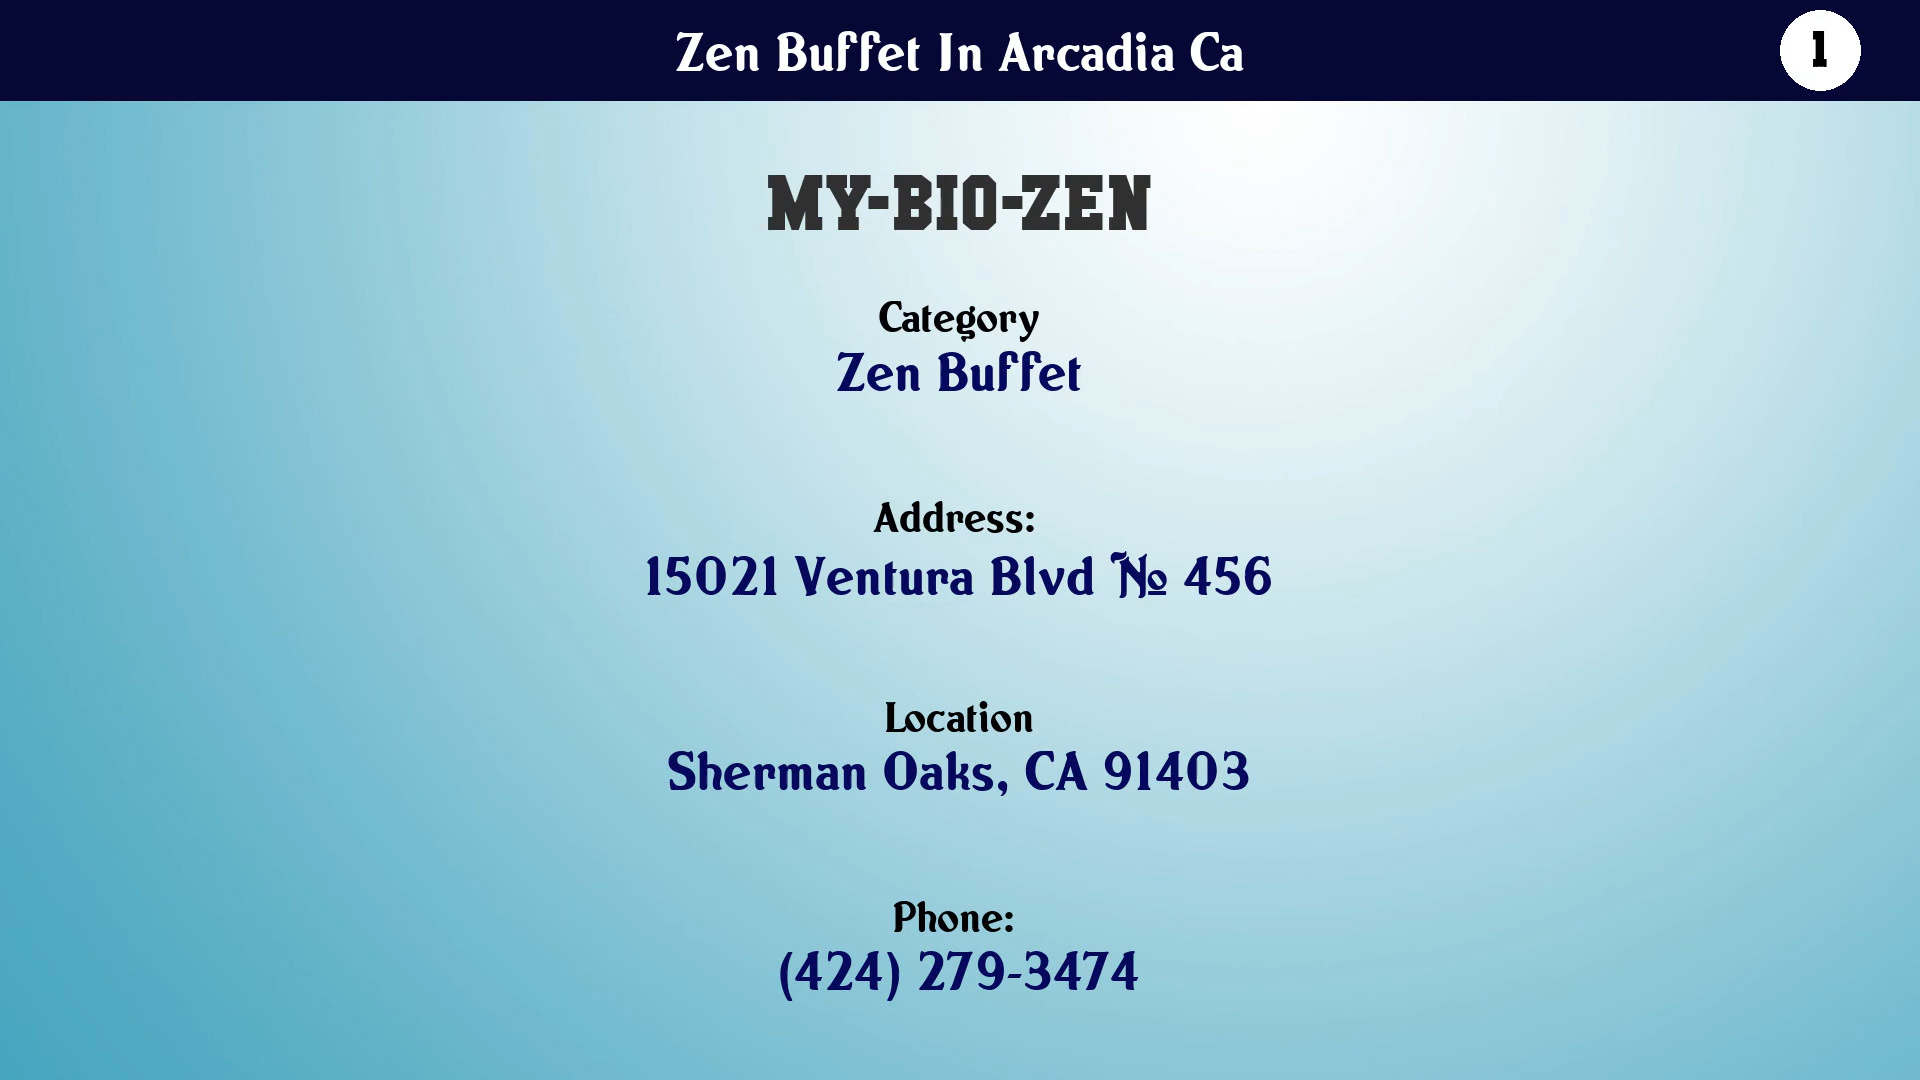 Zen Buffet In Arcadia Ca
1
MY-BIO-ZEN
Category
Zen Buffet
Address:
15021 Ventura Blvd № 456
Location
Sherman Oaks, CA 91403
Phone:
(424) 279-3474